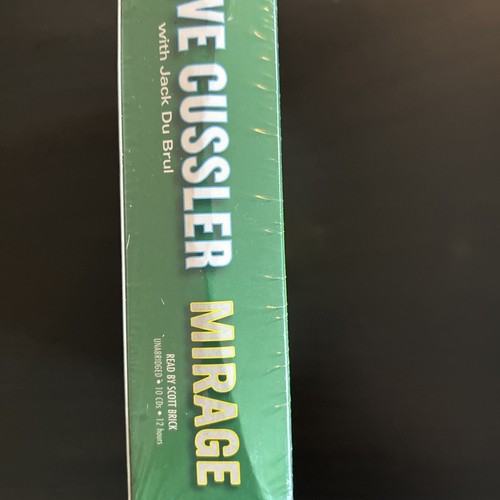 VE CUSSLER
with Jack Du Brul
MIRAGE
READ BY SCOTT BRICK
UNABRIDGED • 10 CDs • 12 hours